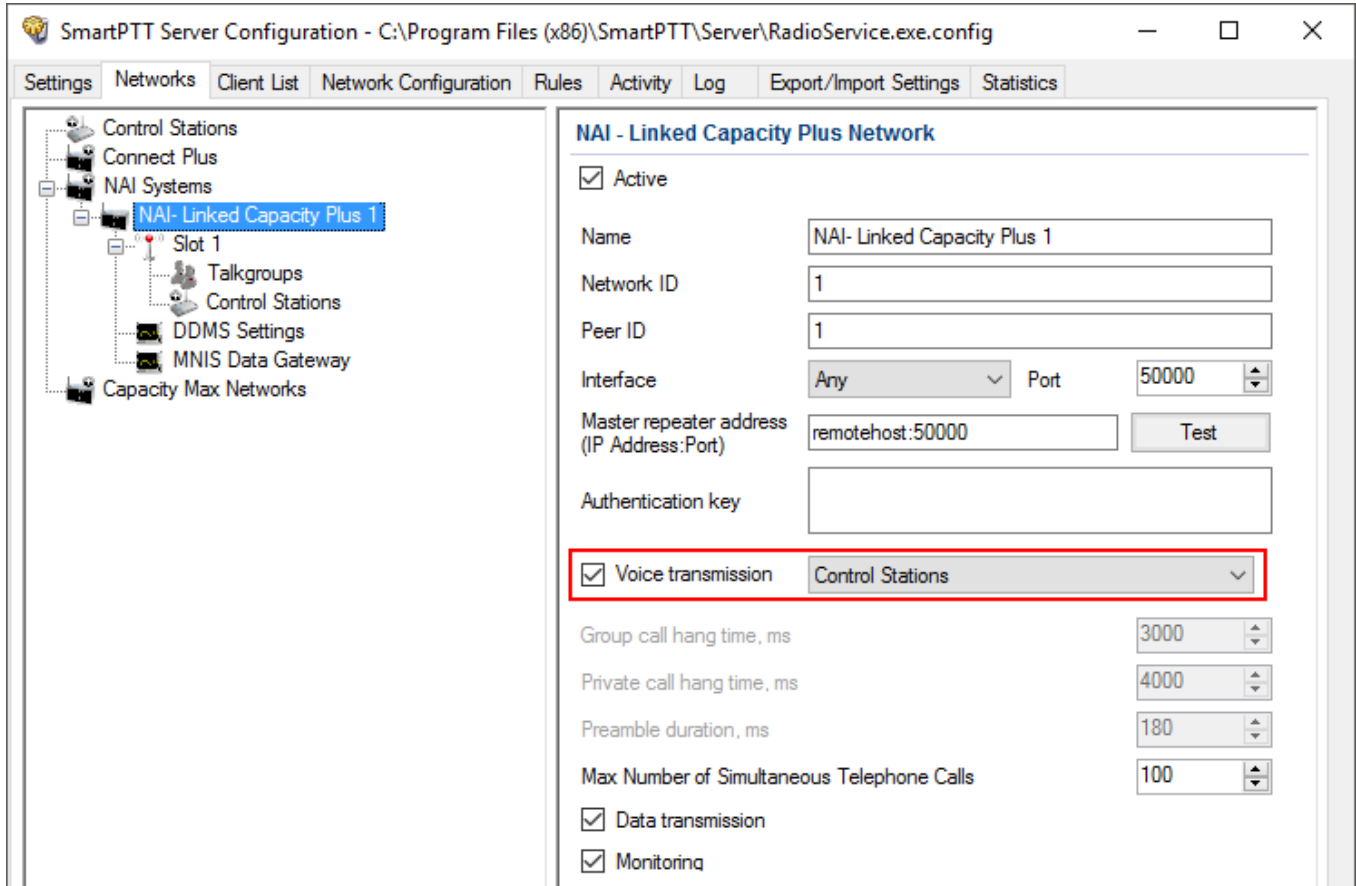 SmartPTT Server Configuration - C:\Program Files (x86)\SmartPTT\Server\RadioService.exe.config
Settings Networks Client List Network Configuration Rules Activity Log Export/Import Settings Statistics
Control Stations
Connect Plus
NAI Systems
NAI- Linked Capacity Plus 1
Slot 1
Talkgroups
Control Stations
DDMS Settings
MNIS Data Gateway
Capacity Max Networks
NAI - Linked Capacity Plus Network
Active
Name NAI- Linked Capacity Plus 1
Network ID 1
Peer ID 1
Interface Any Port 50000
Master repeater address
(IP Address:Port) remotehost:50000 Test
Authentication key
Voice transmission Control Stations
Group call hang time, ms 3000
Private call hang time, ms 4000
Preamble duration, ms 180
Max Number of Simultaneous Telephone Calls 100
Data transmission
Monitoring